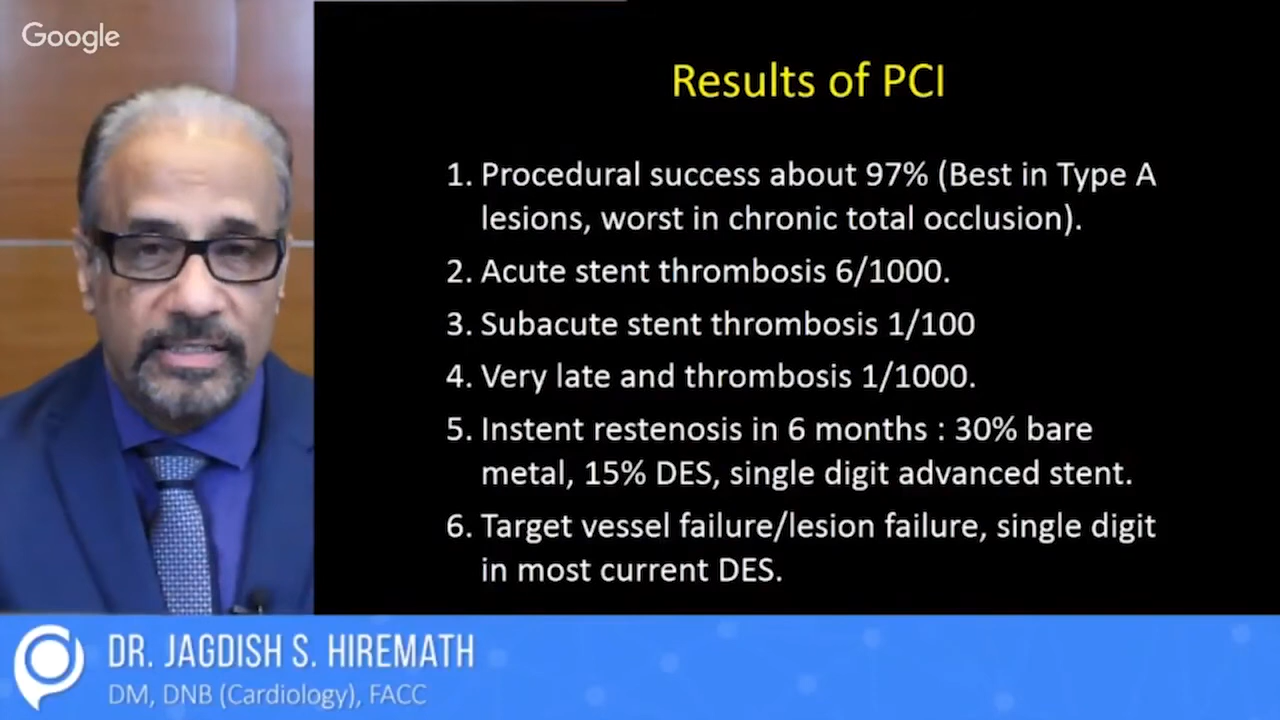 Google
Results of PCI
1. Procedural success about 97% (Best in Type A
lesions, worst in chronic total occlusion).
2. Acute stent thrombosis 6/1000.
3. Subacute stent thrombosis 1/100
4. Very late and thrombosis 1/1000.
5. Instent restenosis in 6 months : 30% bare
metal, 15% DES, single digit advanced stent.
6. Target vessel failure/lesion failure, single digit
in most current DES.
DR. JAGDISH S. HIREMATH
DM, DNB (Cardiology), FACC